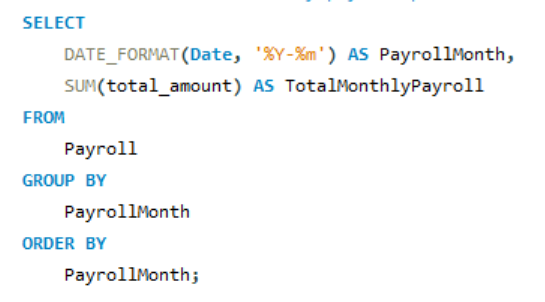 SELECT
DATE_FORMAT(Date, '%Y-%m') AS PayrollMonth,
SUM(total_amount) AS TotalMonthlyPayroll
FROM
Payroll
GROUP BY
PayrollMonth
ORDER BY
PayrollMonth;